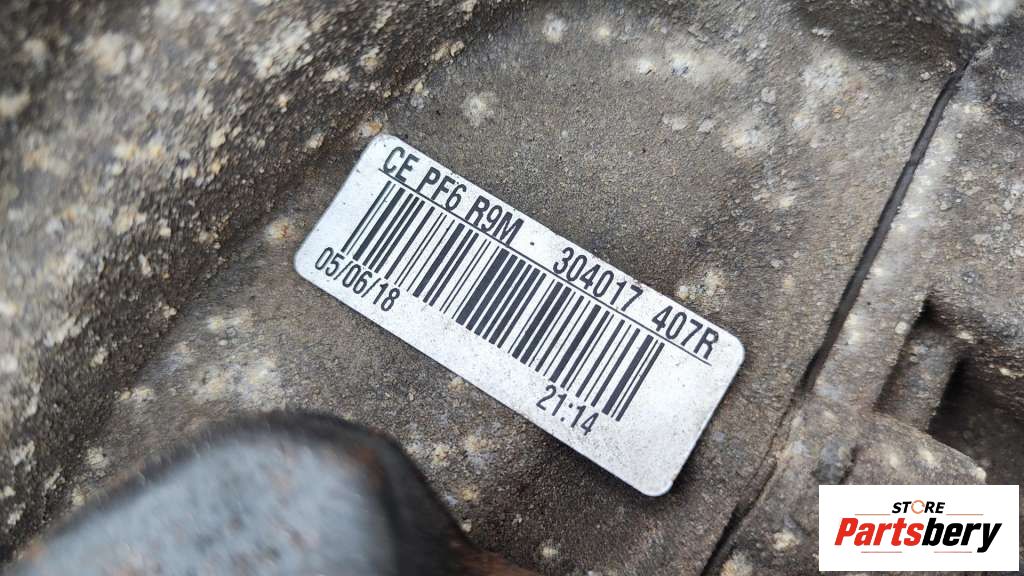 CE PF6 R9M · 304017 407R
05/06/18
21:14
STORE
Partsbery